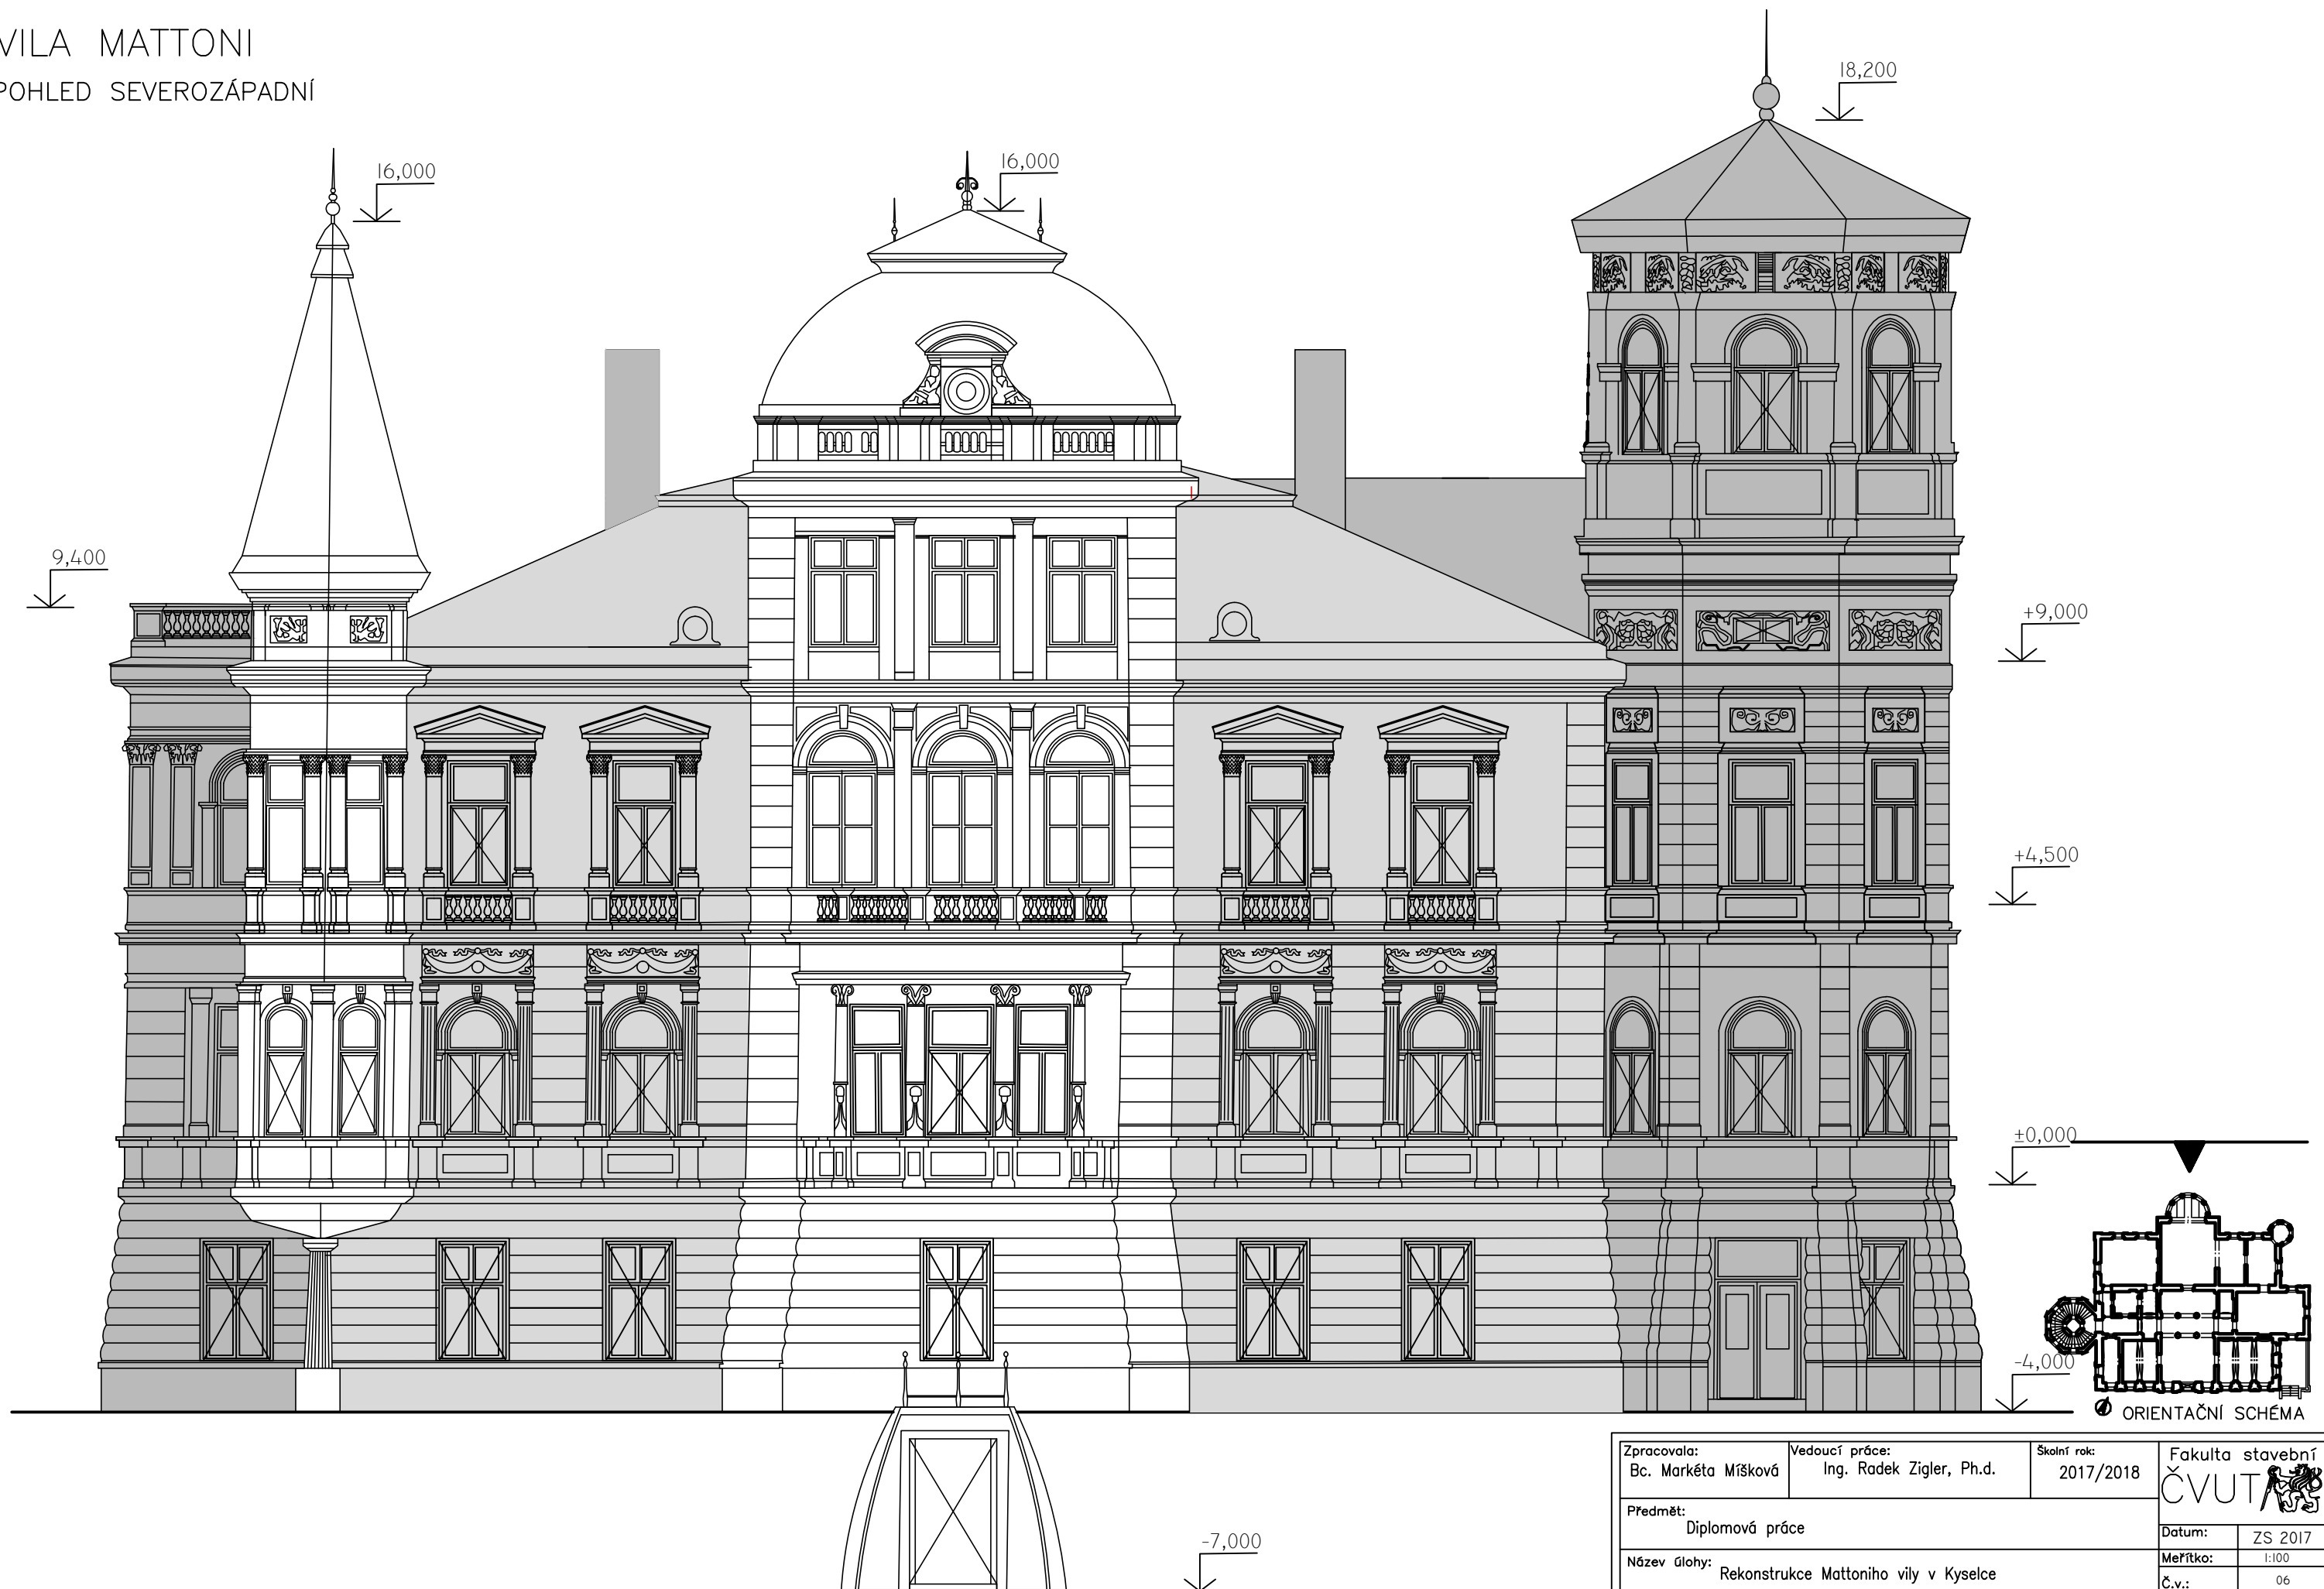 VILA MATTONI
POHLED SEVEROZÁPADNÍ
18,200
16,000
16,000
9,400
+9,000
+4,500
±0,000
-4,000
ORIENTAČNÍ SCHÉMA
-7,000
Zpracovala:
Bc. Markéta Míšková
Vedoucí práce:
Ing. Radek Zigler, Ph.d.
Školní rok:
2017/2018
Fakulta stavební
ČVUT
Předmět:
Diplomová práce
Datum:
ZS 2017
Název úlohy:
Rekonstrukce Mattoniho vily v Kyselce
Meřítko:
1:100
Č.v.:
06